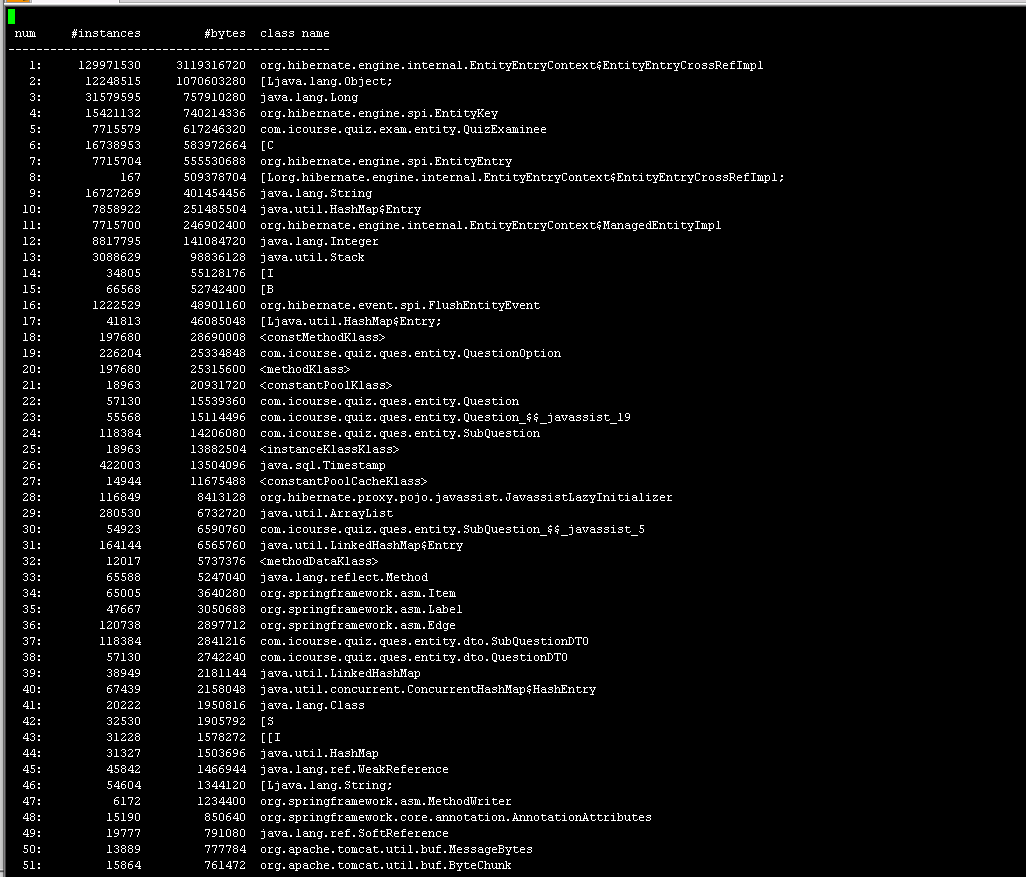 num #instances #bytes class name
----------------------------------------------
1: 129971530 3119316720 org.hibernate.engine.internal.EntityEntryContext$EntityEntryCrossRefImpl
2: 12248515 1070603280 [Ljava.lang.Object;
3: 31579595 757910280 java.lang.Long
4: 15421132 740214336 org.hibernate.engine.spi.EntityKey
5: 7715579 617246320 com.icourse.quiz.exam.entity.QuizExaminee
6: 16738953 583972664 [C
7: 7715704 555530688 org.hibernate.engine.spi.EntityEntry
8: 167 509378704 [Lorg.hibernate.engine.internal.EntityEntryContext$EntityEntryCrossRefImpl;
9: 16727269 401454456 java.lang.String
10: 7858922 251485504 java.util.HashMap$Entry
11: 7715700 246902400 org.hibernate.engine.internal.EntityEntryContext$ManagedEntityImpl
12: 8817795 141084720 java.lang.Integer
13: 3088629 98836128 java.util.Stack
14: 34805 55128176 [I
15: 66568 52742400 [B
16: 1222529 48901160 org.hibernate.event.spi.FlushEntityEvent
17: 41813 46085048 [Ljava.util.HashMap$Entry;
18: 197680 28690008 <constMethodKlass>
19: 226204 25334848 com.icourse.quiz.ques.entity.QuestionOption
20: 197680 25315600 <methodKlass>
21: 18963 20931720 <constantPoolKlass>
22: 57130 15539360 com.icourse.quiz.ques.entity.Question
23: 55568 15114496 com.icourse.quiz.ques.entity.Question_$$_javassist_19
24: 118384 14206080 com.icourse.quiz.ques.entity.SubQuestion
25: 18963 13882504 <instanceKlassKlass>
26: 422003 13504096 java.sql.Timestamp
27: 14944 11675488 <constantPoolCacheKlass>
28: 116849 8413128 org.hibernate.proxy.pojo.javassist.JavassistLazyInitializer
29: 280530 6732720 java.util.ArrayList
30: 54923 6590760 com.icourse.quiz.ques.entity.SubQuestion_$$_javassist_5
31: 164144 6565760 java.util.LinkedHashMap$Entry
32: 12017 5737376 <methodDataKlass>
33: 65588 5247040 java.lang.reflect.Method
34: 65005 3640280 org.springframework.asm.Item
35: 47667 3050688 org.springframework.asm.Label
36: 120738 2897712 org.springframework.asm.Edge
37: 118384 2841216 com.icourse.quiz.ques.entity.dto.SubQuestionDTO
38: 57130 2742240 com.icourse.quiz.ques.entity.dto.QuestionDTO
39: 38949 2181144 java.util.LinkedHashMap
40: 67439 2158048 java.util.concurrent.ConcurrentHashMap$HashEntry
41: 20222 1950816 java.lang.Class
42: 32530 1905792 [S
43: 31228 1578272 [[I
44: 31327 1503696 java.util.HashMap
45: 45842 1466944 java.lang.ref.WeakReference
46: 54604 1344120 [Ljava.lang.String;
47: 6172 1234400 org.springframework.asm.MethodWriter
48: 15190 850640 org.springframework.core.annotation.AnnotationAttributes
49: 19777 791080 java.lang.ref.SoftReference
50: 13889 777784 org.apache.tomcat.util.buf.MessageBytes
51: 15864 761472 org.apache.tomcat.util.buf.ByteChunk